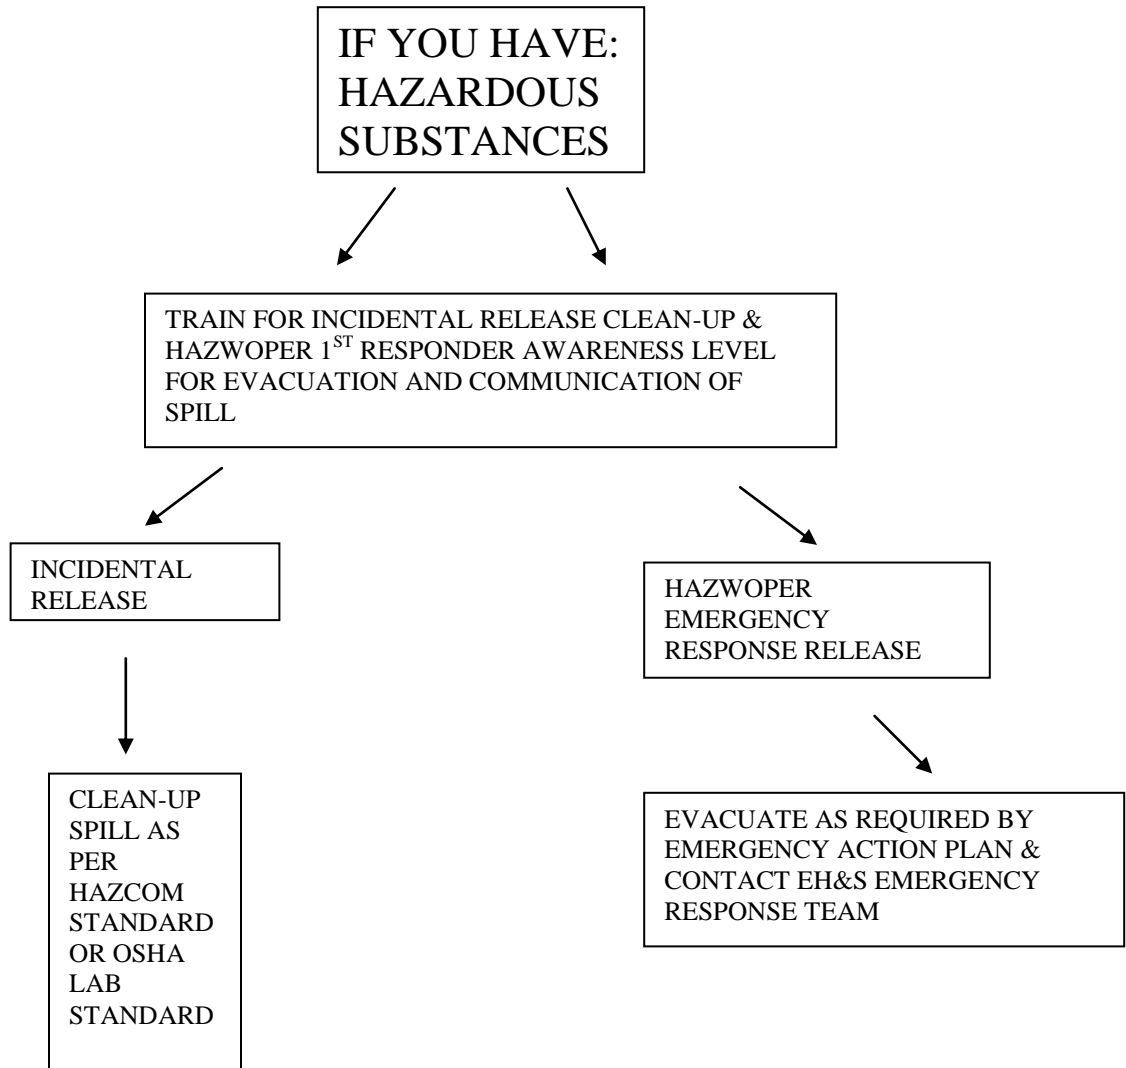 IF YOU HAVE:
HAZARDOUS
SUBSTANCES
TRAIN FOR INCIDENTAL RELEASE CLEAN-UP &
HAZWOPER 1ST RESPONDER AWARENESS LEVEL
FOR EVACUATION AND COMMUNICATION OF
SPILL
INCIDENTAL
RELEASE
HAZWOPER
EMERGENCY
RESPONSE RELEASE
CLEAN-UP
SPILL AS
PER
HAZCOM
STANDARD
OR OSHA
LAB
STANDARD
EVACUATE AS REQUIRED BY
EMERGENCY ACTION PLAN &
CONTACT EH&S EMERGENCY
RESPONSE TEAM